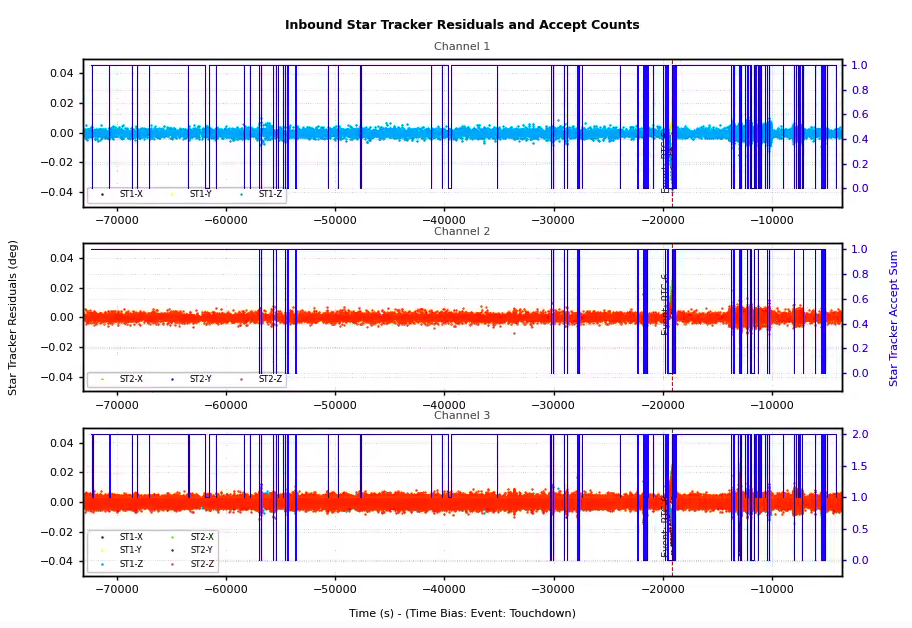 Inbound Star Tracker Residuals and Accept Counts
Channel 1
0.04
0.02
0.00
−0.02
−0.04
1.0
0.8
0.6
0.4
0.2
0.0
ST1-X ST1-Y ST1-Z
−70000 −60000 −50000 −40000 −30000 −20000 −10000
Channel 2
0.04
0.02
0.00
−0.02
−0.04
1.0
0.8
0.6
0.4
0.2
0.0
Event: RTC-6
ST2-X ST2-Y ST2-Z
−70000 −60000 −50000 −40000 −30000 −20000 −10000
Channel 3
0.04
0.02
0.00
−0.02
−0.04
2.0
1.5
1.0
0.5
0.0
ST1-X ST2-X
ST1-Y ST2-Y
ST1-Z ST2-Z
−70000 −60000 −50000 −40000 −30000 −20000 −10000
Star Tracker Residuals (deg)
Star Tracker Accept Sum
Time (s) - (Time Bias: Event: Touchdown)